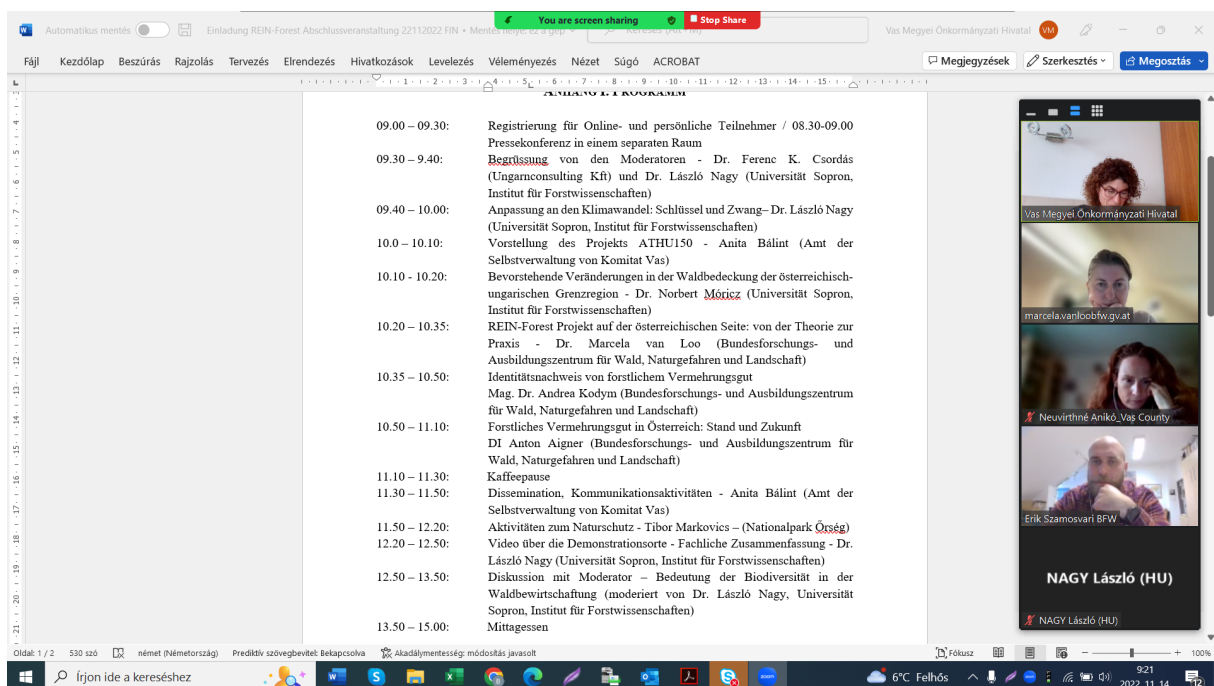 You are screen sharing Stop Share
Automatikus mentés Einladung REIN-Forest Abschlussveranstaltung 22112022 FIN • Mentés helye: ez a gép Keresés (Alt+M) Vas Megyei Önkormányzati Hivatal VM
Fájl Kezdőlap Beszúrás Rajzolás Tervezés Elrendezés Hivatkozások Levelezés Véleményezés Nézet Súgó ACROBAT Megjegyzések Szerkesztés Megosztás
ANHANG I. PROGRAMM
09.00 – 09.30: Registrierung für Online- und persönliche Teilnehmer / 08.30-09.00
Pressekonferenz in einem separaten Raum
09.30 – 9.40: Begrüssung von den Moderatoren - Dr. Ferenc K. Csordás
(Ungarnconsulting Kft) und Dr. László Nagy (Universität Sopron,
Institut für Forstwissenschaften)
09.40 – 10.00: Anpassung an den Klimawandel: Schlüssel und Zwang– Dr. László Nagy
(Universität Sopron, Institut für Forstwissenschaften)
10.0 – 10.10: Vorstellung des Projekts ATHU150 - Anita Bálint (Amt der
Selbstverwaltung von Komitat Vas)
10.10 - 10.20: Bevorstehende Veränderungen in der Waldbedeckung der österreichisch-
ungarischen Grenzregion - Dr. Norbert Móricz (Universität Sopron,
Institut für Forstwissenschaften)
10.20 – 10.35: REIN-Forest Projekt auf der österreichischen Seite: von der Theorie zur
Praxis - Dr. Marcela van Loo (Bundesforschungs- und
Ausbildungszentrum für Wald, Naturgefahren und Landschaft)
10.35 – 10.50: Identitätsnachweis von forstlichem Vermehrungsgut
Mag. Dr. Andrea Kodym (Bundesforschungs- und Ausbildungszentrum
für Wald, Naturgefahren und Landschaft)
10.50 – 11.10: Forstliches Vermehrungsgut in Österreich: Stand und Zukunft
DI Anton Aigner (Bundesforschungs- und Ausbildungszentrum für
Wald, Naturgefahren und Landschaft)
11.10 – 11.30: Kaffeepause
11.30 – 11.50: Dissemination, Kommunikationsaktivitäten - Anita Bálint (Amt der
Selbstverwaltung von Komitat Vas)
11.50 – 12.20: Aktivitäten zum Naturschutz - Tibor Markovics – (Nationalpark Őrség)
12.20 – 12.50: Video über die Demonstrationsorte - Fachliche Zusammenfassung - Dr.
László Nagy (Universität Sopron, Institut für Forstwissenschaften)
12.50 – 13.50: Diskussion mit Moderator – Bedeutung der Biodiversität in der
Waldbewirtschaftung (moderiert von Dr. László Nagy, Universität
Sopron, Institut für Forstwissenschaften)
13.50 – 15.00: Mittagessen
Vas Megyei Önkormányzati Hivatal
marcela.vanloobfw.gv.at
Neuvirthné Anikó_Vas County
Erik Szamosvari BFW
NAGY László (HU)
NAGY László (HU)
Oldal: 1 / 2 530 szó német (Németország) Prediktív szövegbevitel: Bekapcsolva Akadálymentesség: módosítás javasolt Fókusz 100%
Írjon ide a kereséshez 6°C Felhős 9:21
2022. 11. 14. 12